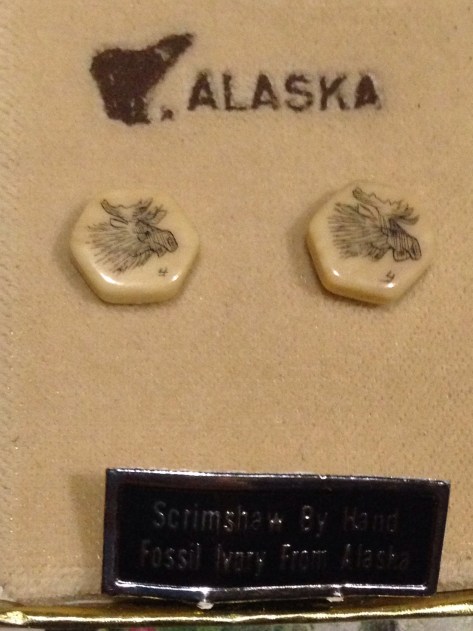 ALASKA
Scrimshaw By Hand
Fossil Ivory From Alaska